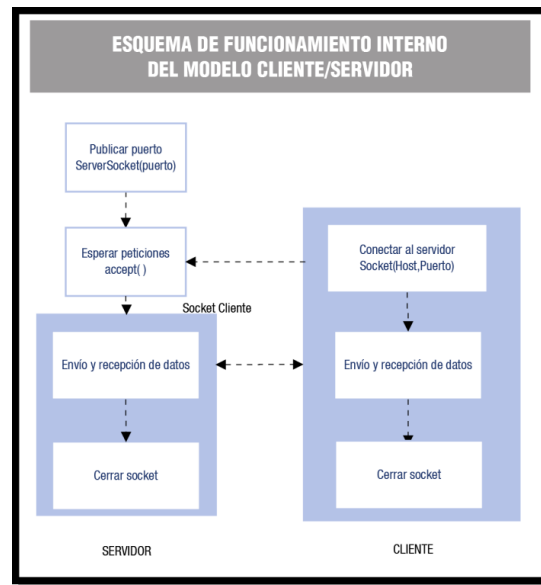 ESQUEMA DE FUNCIONAMIENTO INTERNO
DEL MODELO CLIENTE/SERVIDOR
Publicar puerto
ServerSocket(puerto)
Esperar peticiones
accept( )
Conectar al servidor
Socket(Host,Puerto)
Socket Cliente
Envío y recepción de datos
Envío y recepción de datos
Cerrar socket
Cerrar socket
SERVIDOR
CLIENTE